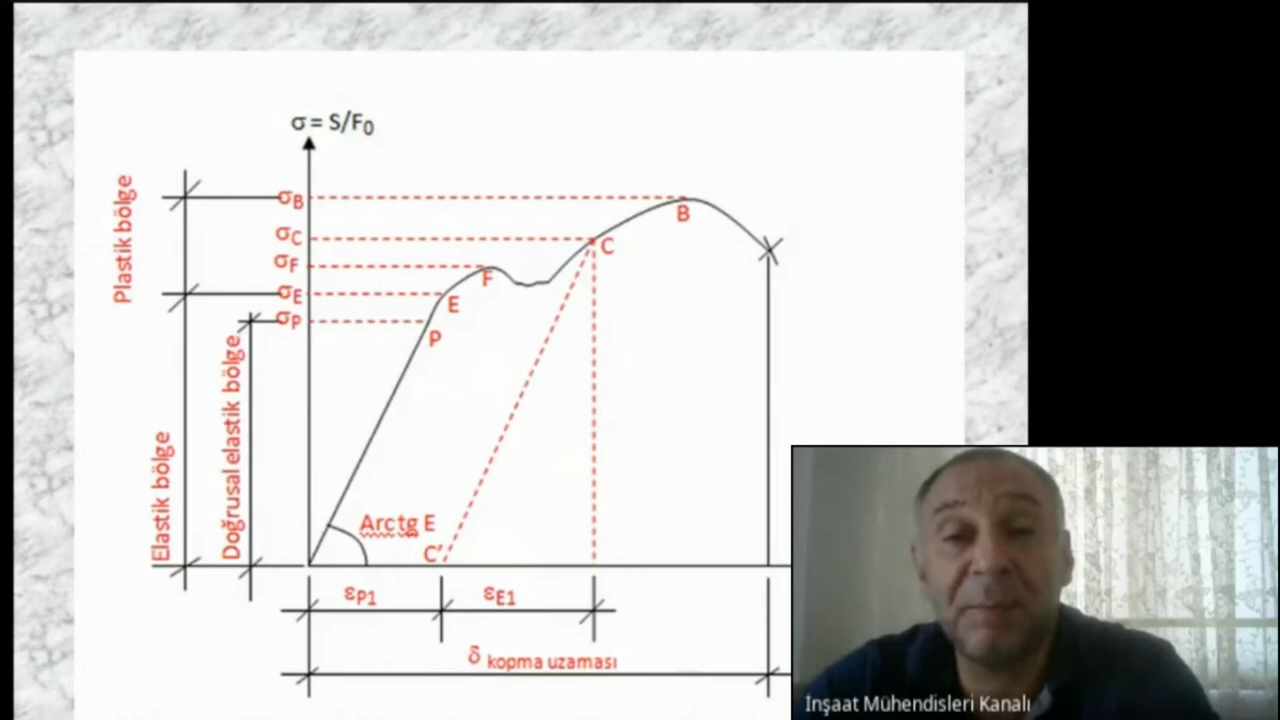 σ = S/F₀
Plastik bölge
σB
σC
σF
σE
σP
B
C
F
E
P
Elastik bölge
Doğrusal elastik bölge
Arctg E
C’
εP1
εE1
δ kopma uzaması
İnşaat Mühendisleri Kanalı